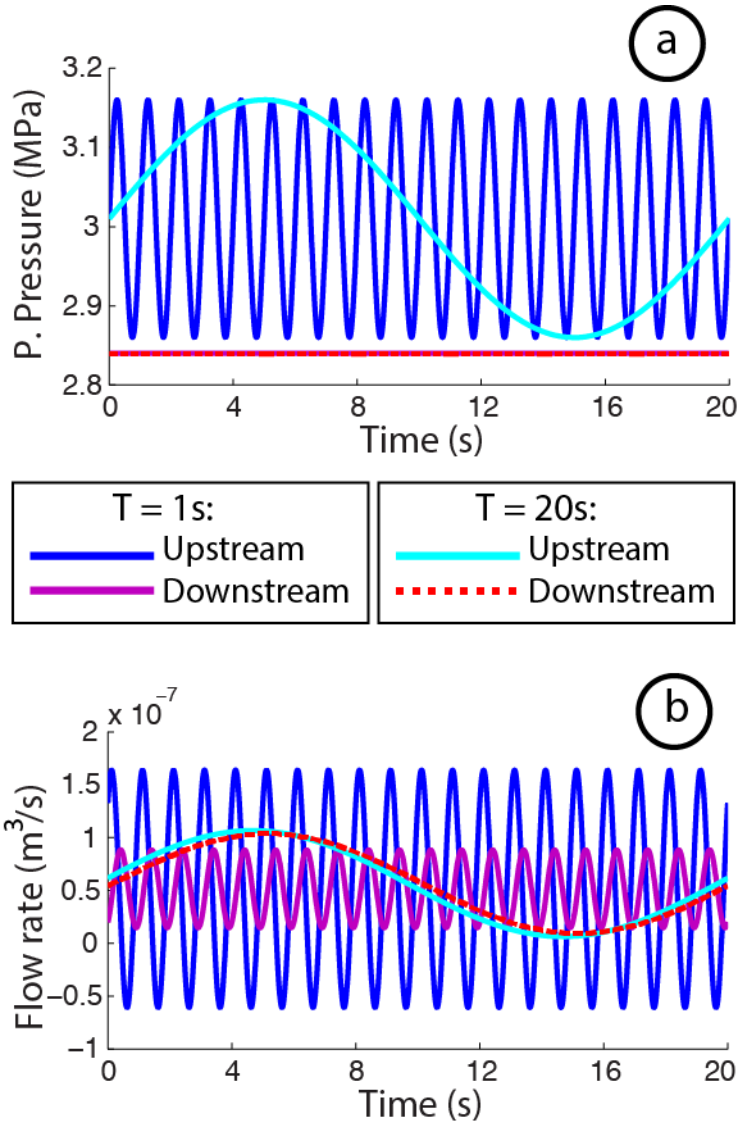 a
3.2
3.1
3
2.9
2.8
P. Pressure (MPa)
0 4 8 12 16 20
Time (s)
T = 1s:
Upstream
Downstream
T = 20s:
Upstream
Downstream
b
x 10⁻⁷
2
1.5
1
0.5
0
−0.5
−1
Flow rate (m³/s)
0 4 8 12 16 20
Time (s)